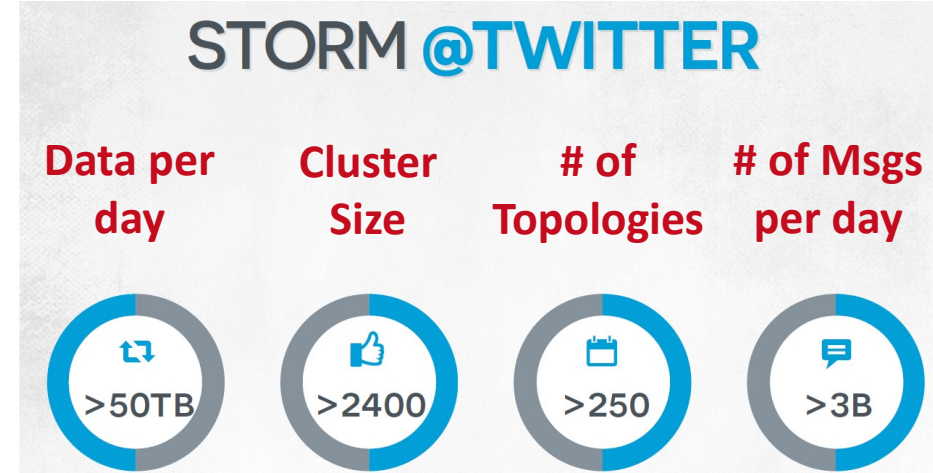 STORM @TWITTER
Data per
day
Cluster
Size
# of
Topologies
# of Msgs
per day
>50TB
>2400
>250
>3B